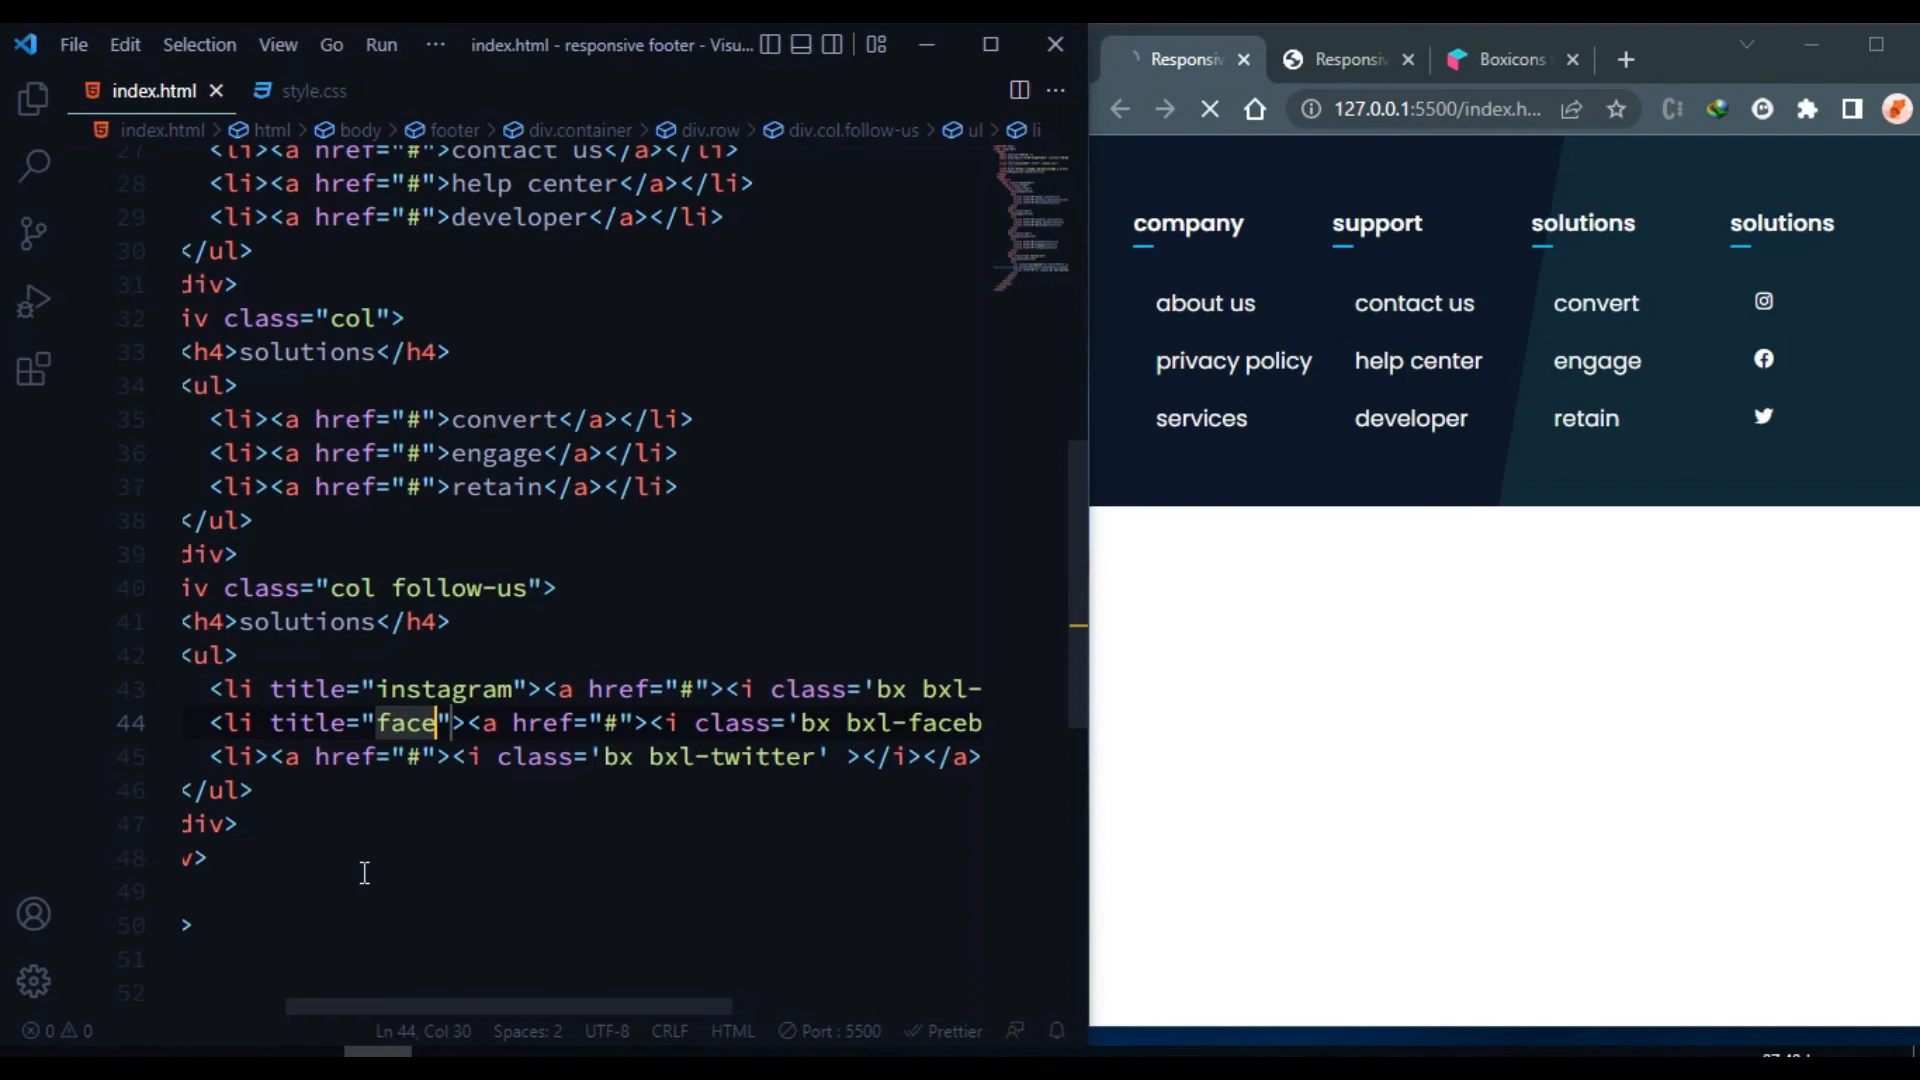 File Edit Selection View Go Run ··· index.html - responsive footer - Visu...
index.html style.css
index.html > html > body > footer > div.container > div.row > div.col.follow-us > ul > li
27 <li><a href="#">contact us</a></li>
28 <li><a href="#">help center</a></li>
29 <li><a href="#">developer</a></li>
30 </ul>
31 div>
32 iv class="col">
33 <h4>solutions</h4>
34 <ul>
35 <li><a href="#">convert</a></li>
36 <li><a href="#">engage</a></li>
37 <li><a href="#">retain</a></li>
38 </ul>
39 div>
40 iv class="col follow-us">
41 <h4>solutions</h4>
42 <ul>
43 <li title="instagram"><a href="#"><i class='bx bxl-
44 <li title="face"><a href="#"><i class='bx bxl-faceb
45 <li><a href="#"><i class='bx bxl-twitter' ></i></a>
46 </ul>
47 div>
48 v>
49
50 >
51
52
0 0 Ln 44, Col 30 Spaces: 2 UTF-8 CRLF HTML Port : 5500 Prettier
Responsiv Responsiv Boxicons
127.0.0.1:5500/index.h...
company support solutions solutions
about us contact us convert
privacy policy help center engage
services developer retain